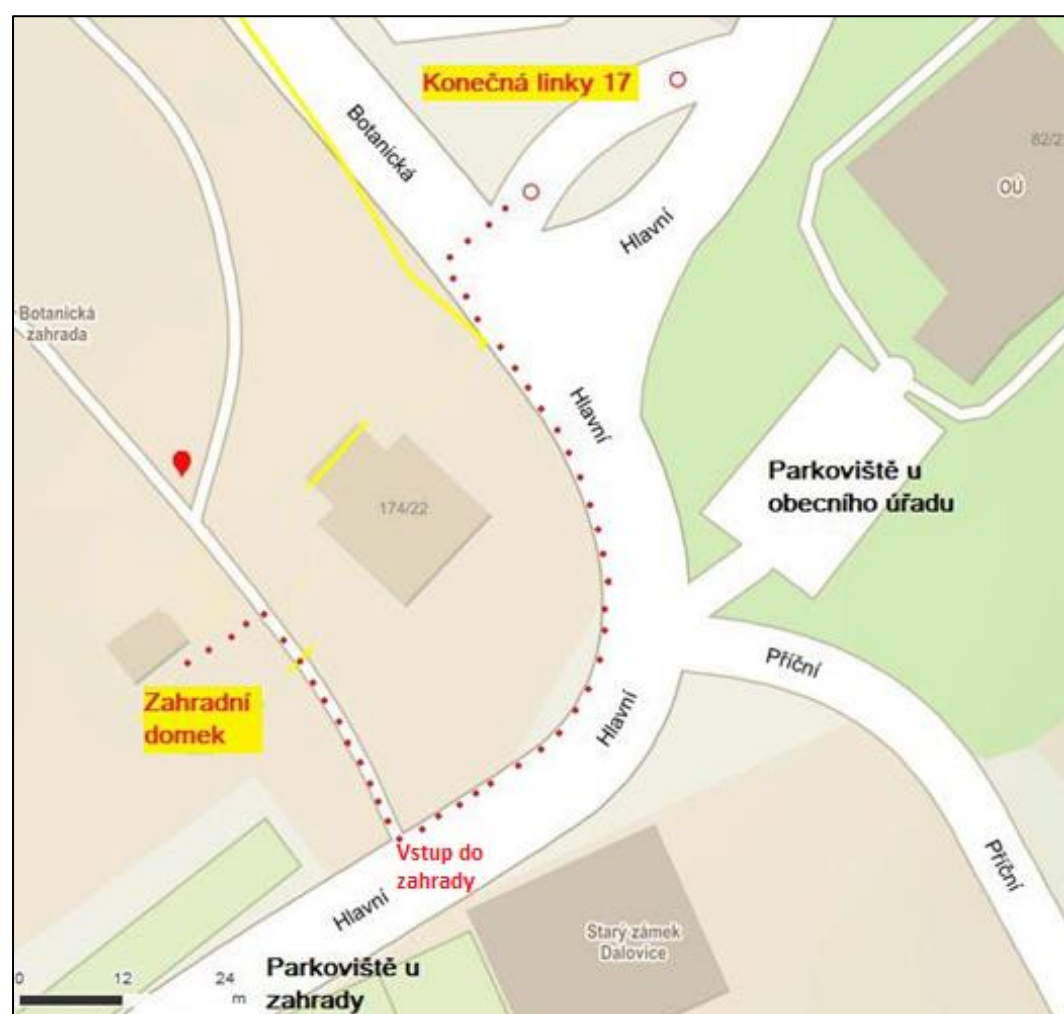 Konečná linky 17
Botanická
82/2
OÚ
Hlavní
Botanická
zahrada
Hlavní
Parkoviště u
obecního úřadu
174/22
Příční
Zahradní
domek
Hlavní
Vstup do
zahrady
Příční
Hlavní
Starý zámek
Dalovice
Parkoviště u
zahrady
0 12 24
m